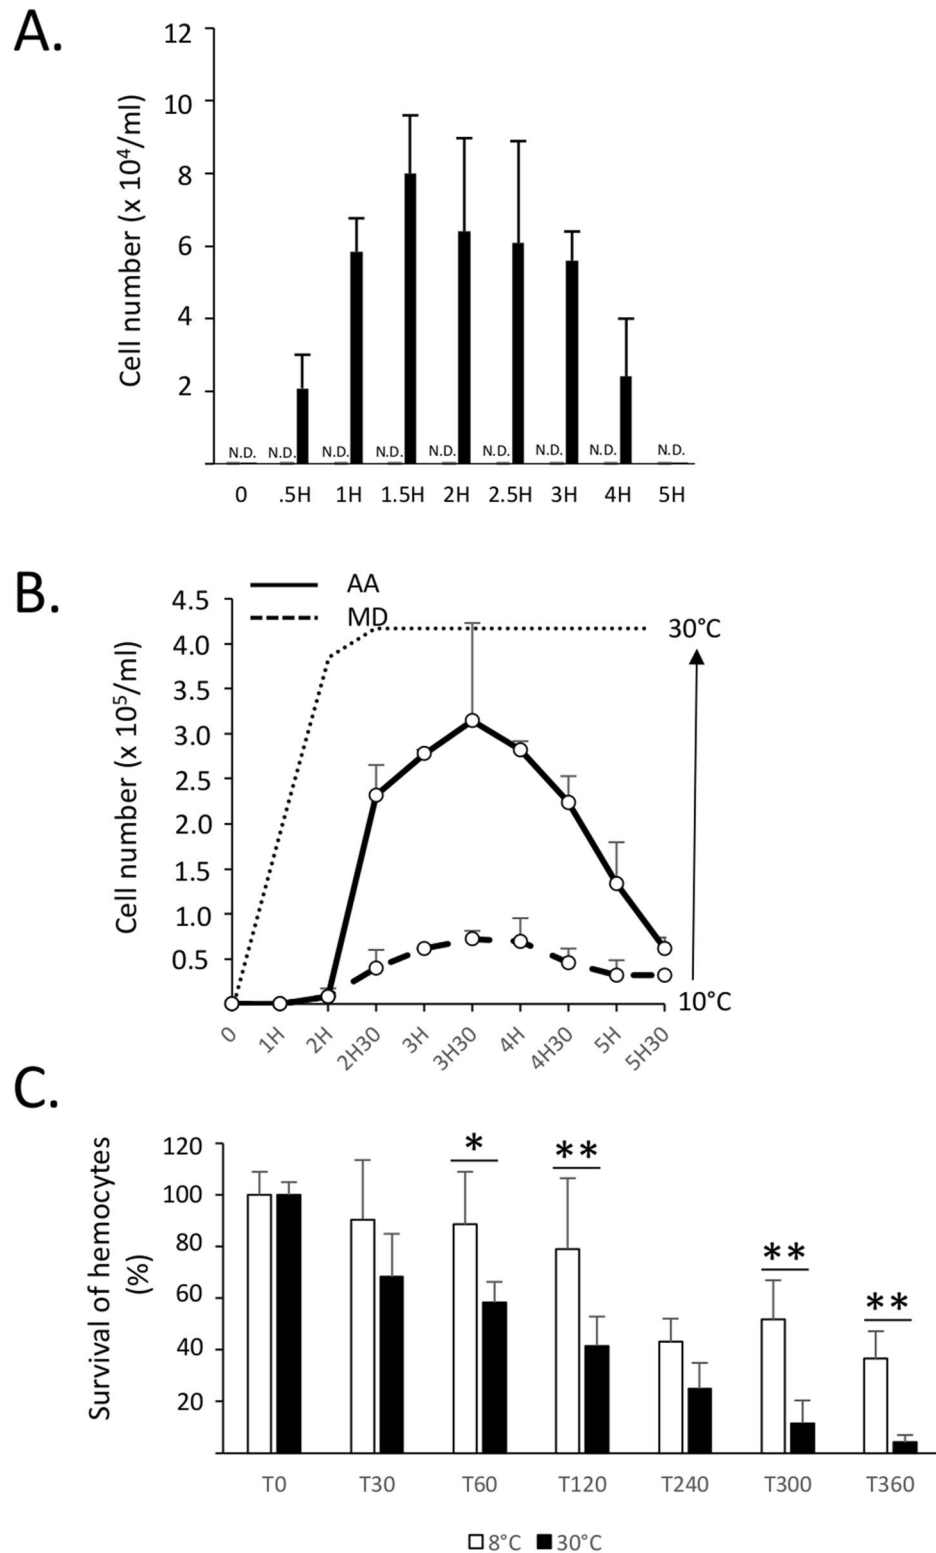 A.
Cell number (x 10⁴/ml)
12
10
8
6
4
2
N.D. N.D. N.D. N.D. N.D. N.D. N.D. N.D. N.D.
0 .5H 1H 1.5H 2H 2.5H 3H 4H 5H
B.
AA
MD
Cell number (x 10⁵/ml)
4.5
4.0
3.5
3.0
2.5
2.0
1.5
1.0
0.5
30°C
10°C
0 1H 2H 2H30 3H 3H30 4H 4H30 5H 5H30
C.
Survival of hemocytes
(%)
120
100
80
60
40
20
* ** ** **
T0 T30 T60 T120 T240 T300 T360
8°C 30°C